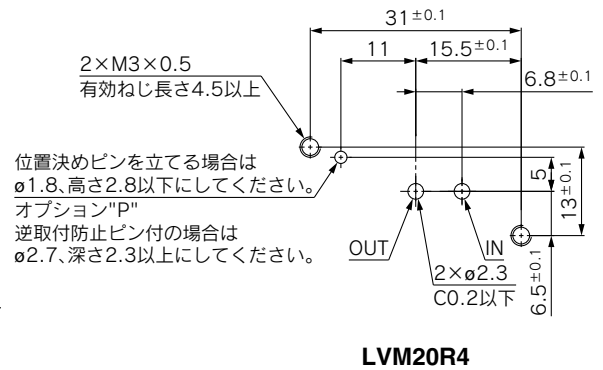 31±0.1
11
15.5±0.1
6.8±0.1
2×M3×0.5
有効ねじ長さ4.5以上
位置決めピンを立てる場合は
ø1.8、高さ2.8以下にしてください。
オプション"P"
逆取付防止ピン付の場合は
ø2.7、深さ2.3以上にしてください。
5
13±0.1
6.5±0.1
OUT
IN
2×ø2.3
C0.2以下
LVM20R4